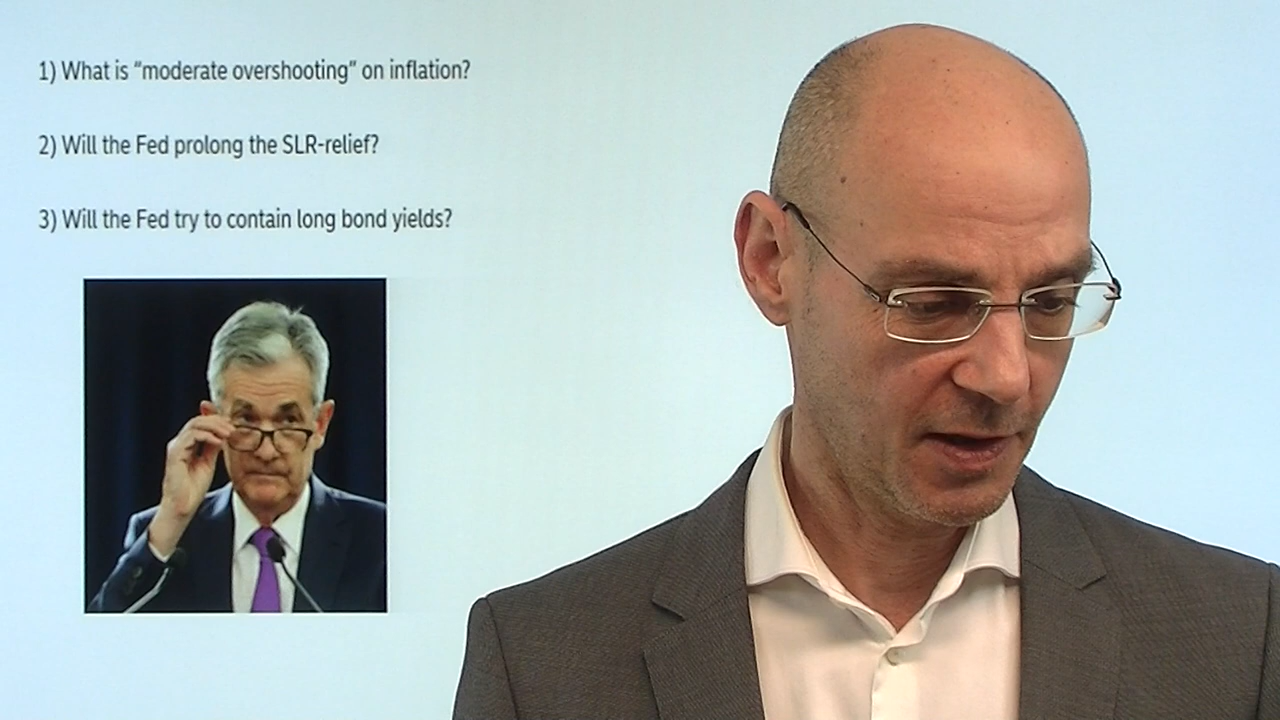 1) What is “moderate overshooting” on inflation?
2) Will the Fed prolong the SLR-relief?
3) Will the Fed try to contain long bond yields?